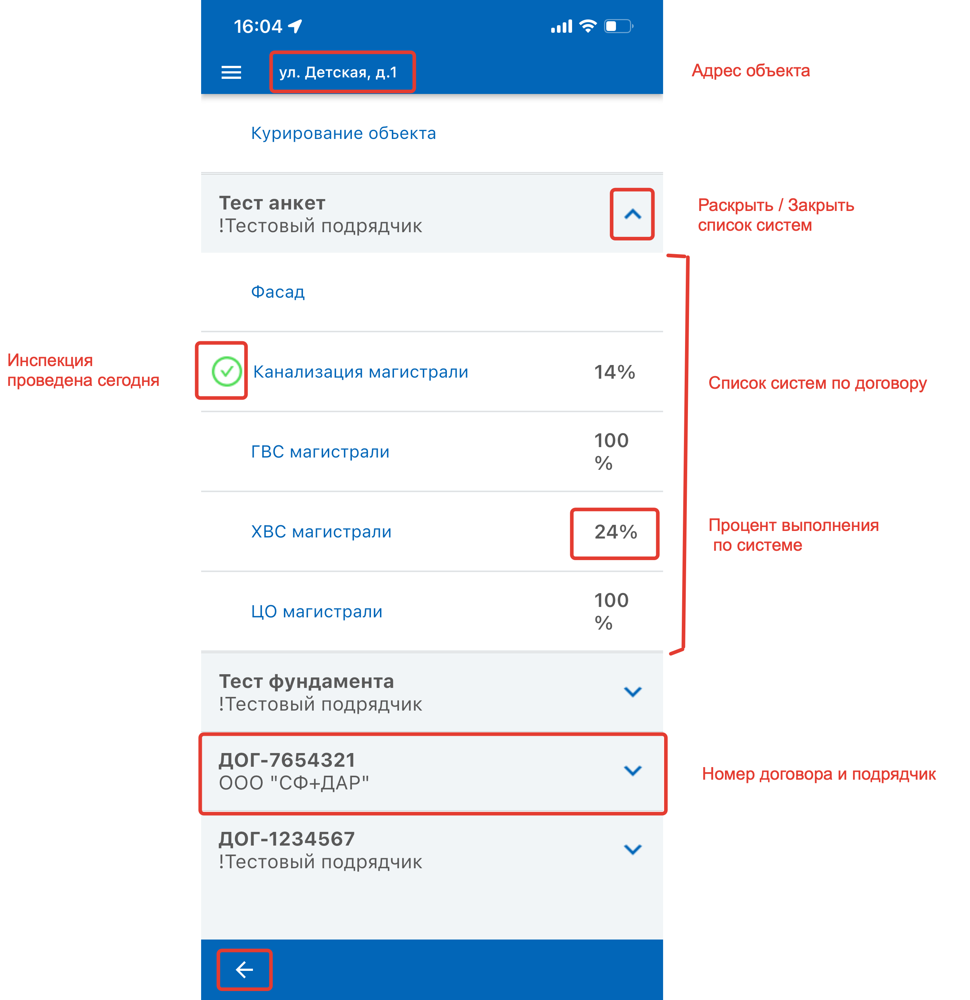 16:04
ул. Детская, д.1
Адрес объекта
Курирование объекта
Тест анкет
!Тестовый подрядчик
Раскрыть / Закрыть
список систем
Фасад
Инспекция
проведена сегодня
Канализация магистрали
14%
Список систем по договору
ГВС магистрали
100
%
ХВС магистрали
24%
Процент выполнения
по системе
ЦО магистрали
100
%
Тест фундамента
!Тестовый подрядчик
ДОГ-7654321
ООО "СФ+ДАР"
Номер договора и подрядчик
ДОГ-1234567
!Тестовый подрядчик